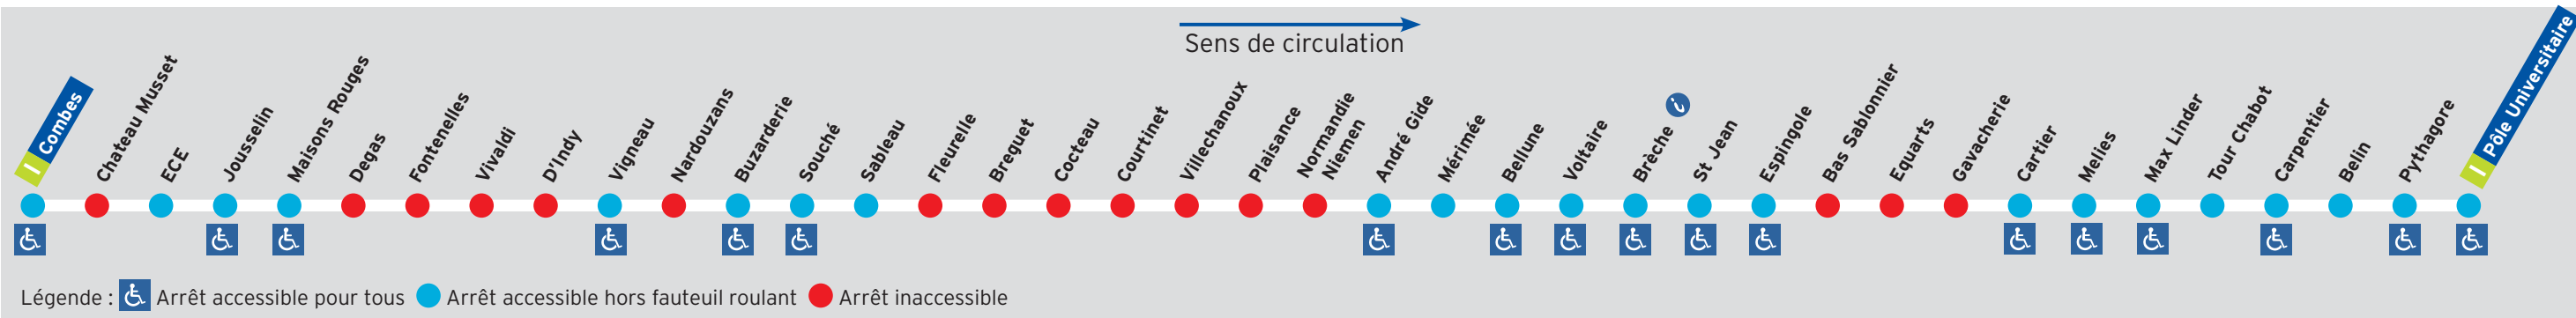 Sens de circulation
I Combes
Chateau Musset
ECE
Jousselin
Maisons Rouges
Degas
Fontenelles
Vivaldi
D'Indy
Vigneau
Nardouzans
Buzarderie
Souché
Sableau
Fleurelle
Breguet
Cocteau
Courtinet
Villechanoux
Plaisance
Normandie
Niemen
André Gide
Mérimée
Bellune
Voltaire
Brèche i
St Jean
Espingole
Bas Sablonnier
Equarts
Gavacherie
Cartier
Melies
Max Linder
Tour Chabot
Carpentier
Belin
Pythagore
I Pôle Universitaire
Légende : Arrêt accessible pour tous Arrêt accessible hors fauteuil roulant Arrêt inaccessible